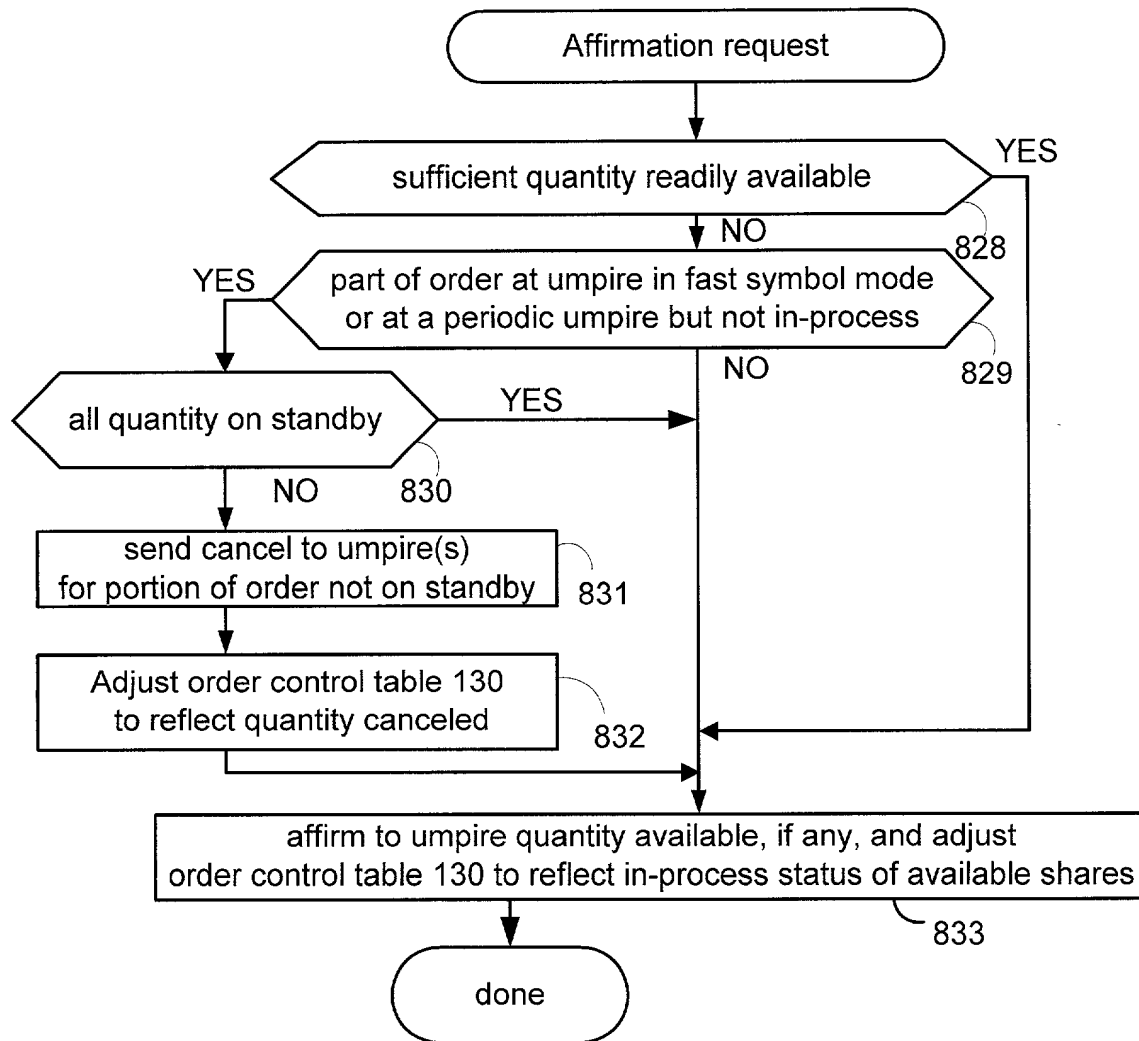 Affirmation request
YES
sufficient quantity readily available
828
NO
YES
part of order at umpire in fast symbol mode
or at a periodic umpire but not in-process
829
NO
all quantity on standby
YES
830
NO
send cancel to umpire(s)
for portion of order not on standby
831
Adjust order control table 130
to reflect quantity canceled
832
affirm to umpire quantity available, if any, and adjust
order control table 130 to reflect in-process status of available shares
833
done